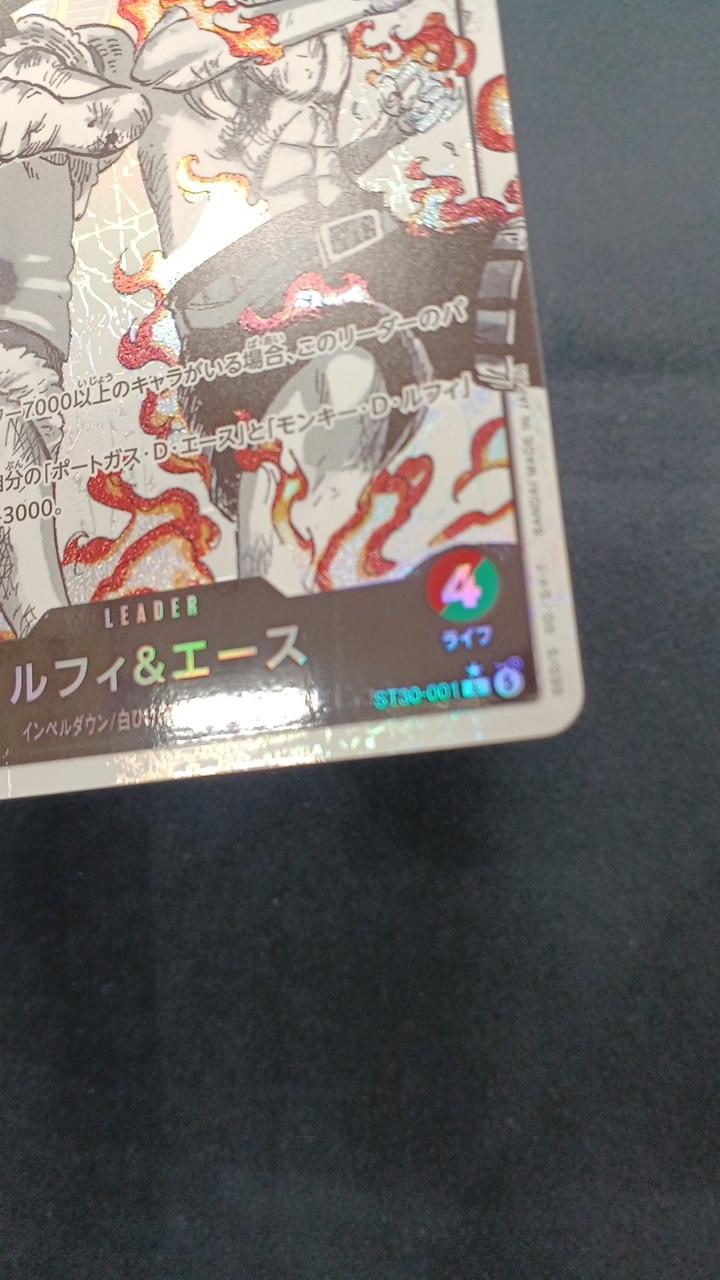 ワー7000以上のキャラがいる場合、このリーダーのパ
自分の「ポートガス・D・エース」と「モンキー・D・ルフィ」
-3000。
LEADER
ルフィ&エース
インペルダウン/白ひ
4
ライフ
ST30-001
BANDAI MADE IN